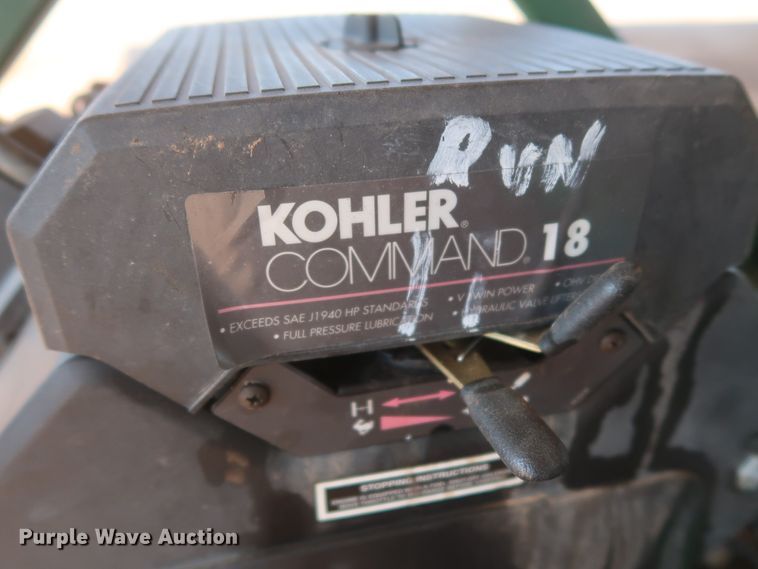 RUN
KOHLER®
COMMAND® 18
• EXCEEDS SAE J1940 HP STANDARDS • V-TWIN POWER • OHV
• FULL PRESSURE LUBRICATION • HYDRAULIC VALVE LIFTERS
H
STOPPING INSTRUCTIONS
Purple Wave Auction®